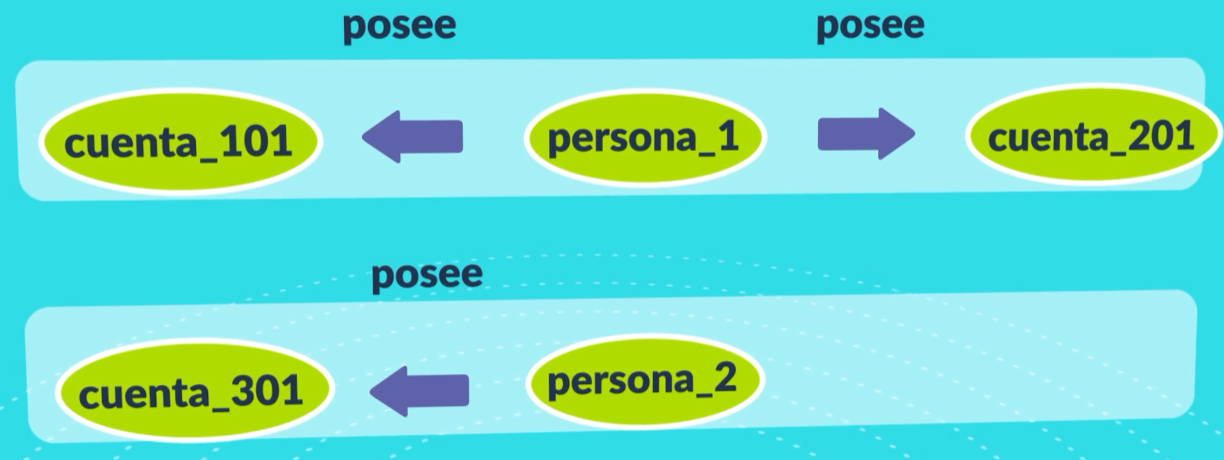 posee posee
cuenta_101 persona_1 cuenta_201
posee
cuenta_301 persona_2